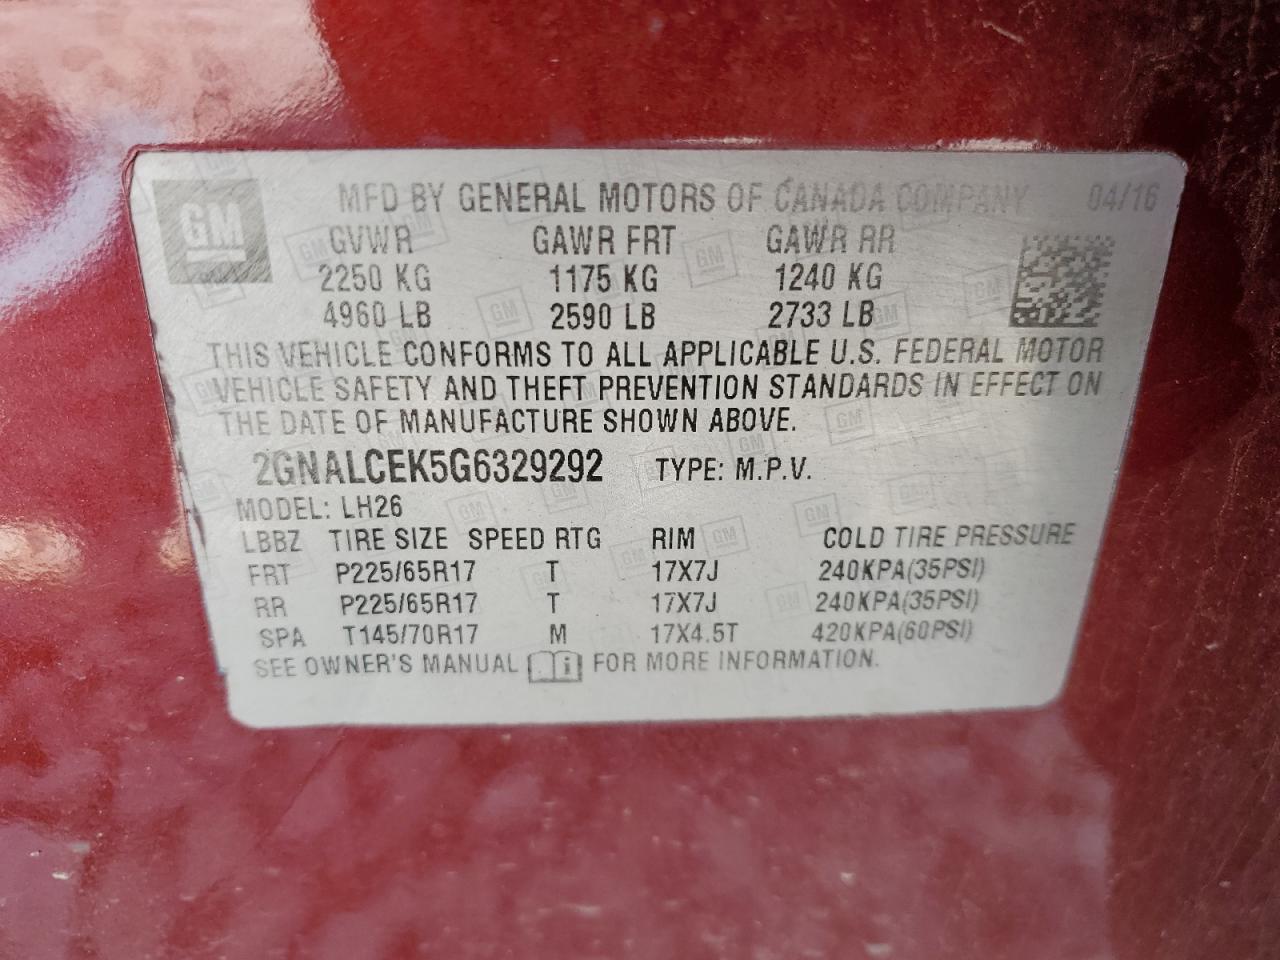 GM
MFD BY GENERAL MOTORS OF CANADA COMPANY 04/16
GVWR GAWR FRT GAWR RR
2250 KG 1175 KG 1240 KG
4960 LB 2590 LB 2733 LB
THIS VEHICLE CONFORMS TO ALL APPLICABLE U.S. FEDERAL MOTOR
VEHICLE SAFETY AND THEFT PREVENTION STANDARDS IN EFFECT ON
THE DATE OF MANUFACTURE SHOWN ABOVE.
2GNALCEK5G6329292 TYPE: M.P.V.
MODEL: LH26
LBBZ TIRE SIZE SPEED RTG RIM COLD TIRE PRESSURE
FRT P225/65R17 T 17X7J 240KPA(35PSI)
RR P225/65R17 T 17X7J 240KPA(35PSI)
SPA T145/70R17 M 17X4.5T 420KPA(60PSI)
SEE OWNER'S MANUAL i FOR MORE INFORMATION.